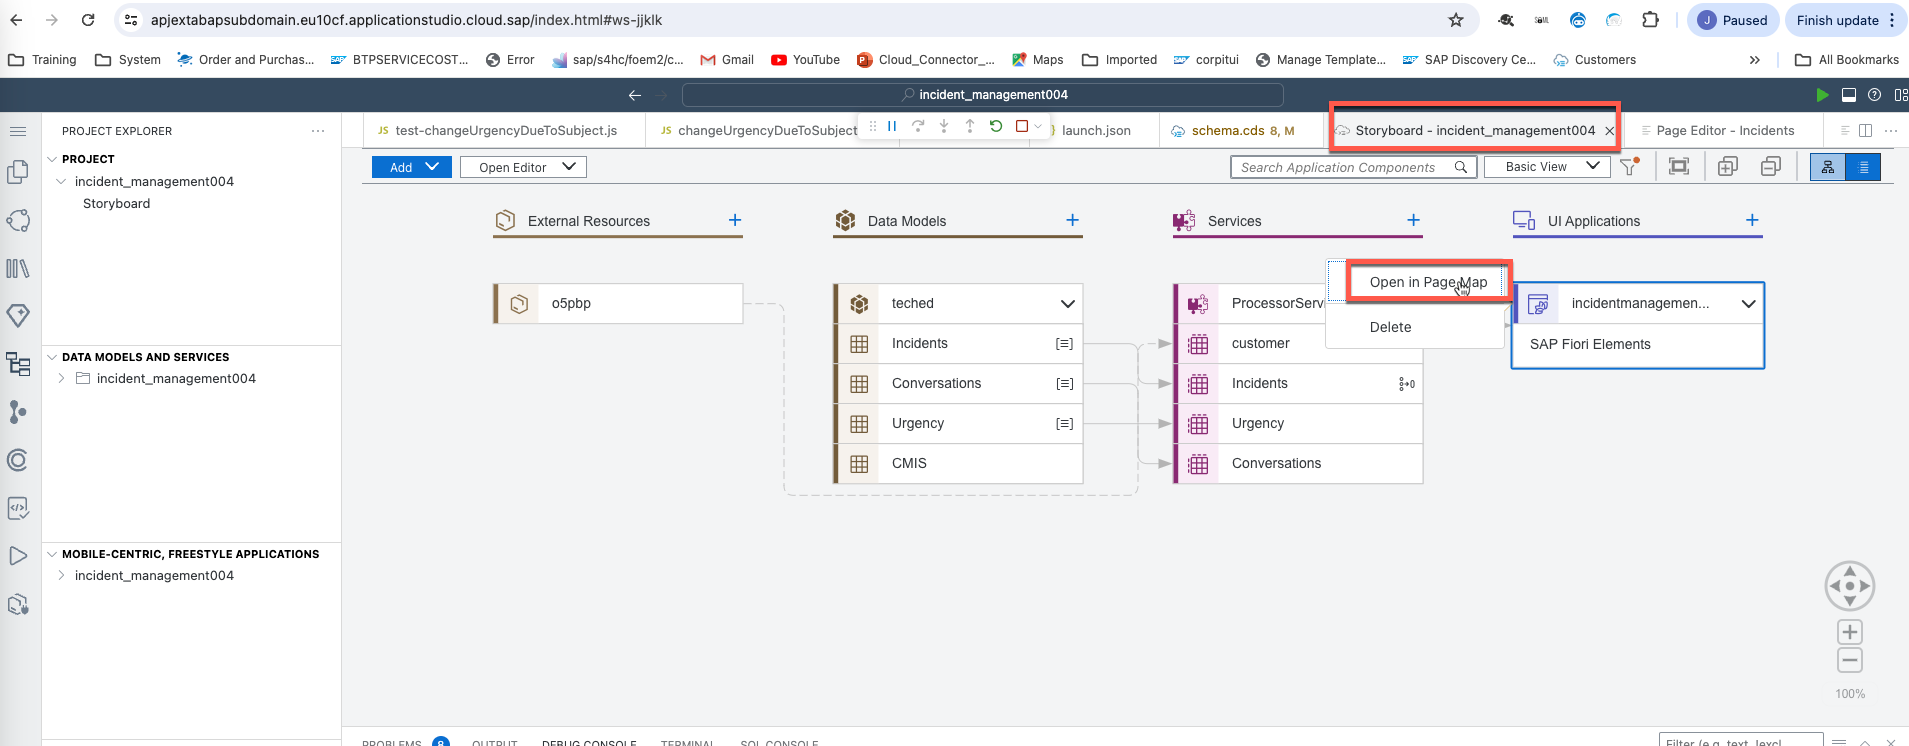 apjextabapsubdomain.eu10cf.applicationstudio.cloud.sap/index.html#ws-jjklk
J Paused
Finish update
Training
System
Order and Purchas...
BTPSERVICECOST...
Error
sap/s4hc/foem2/c...
Gmail
YouTube
Cloud_Connector_...
Maps
Imported
corpitui
Manage Template...
SAP Discovery Ce...
Customers
All Bookmarks
incident_management004
PROJECT EXPLORER
JS test-changeUrgencyDueToSubject.js
JS changeUrgencyDueToSubject
launch.json
schema.cds 8, M
Storyboard - incident_management004
Page Editor - Incidents
PROJECT
incident_management004
Storyboard
Add
Open Editor
Search Application Components
Basic View
External Resources
Data Models
Services
UI Applications
o5pbp
teched
Incidents
Conversations
Urgency
CMIS
ProcessorServ
customer
Incidents
Urgency
Conversations
Open in Page Map
Delete
incidentmanagemen...
SAP Fiori Elements
DATA MODELS AND SERVICES
incident_management004
MOBILE-CENTRIC, FREESTYLE APPLICATIONS
incident_management004
100%
PROBLEMS 8
OUTPUT
DEBUG CONSOLE
TERMINAL
SQL CONSOLE
Filter (e.g. text, !excl